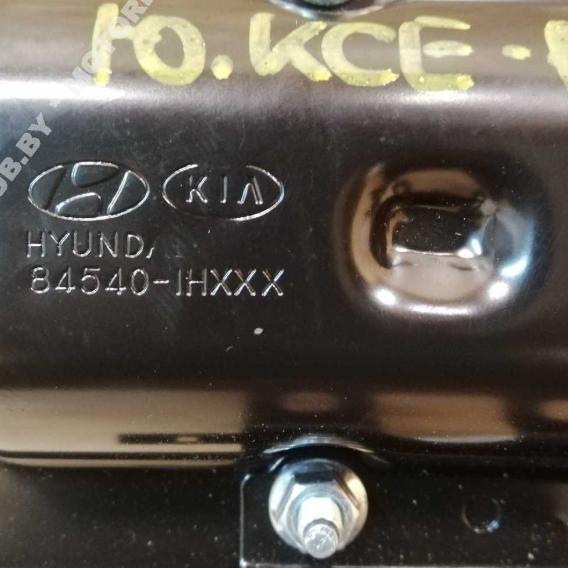 10.KCE-
KIA
HYUNDA
84540-1HXXX